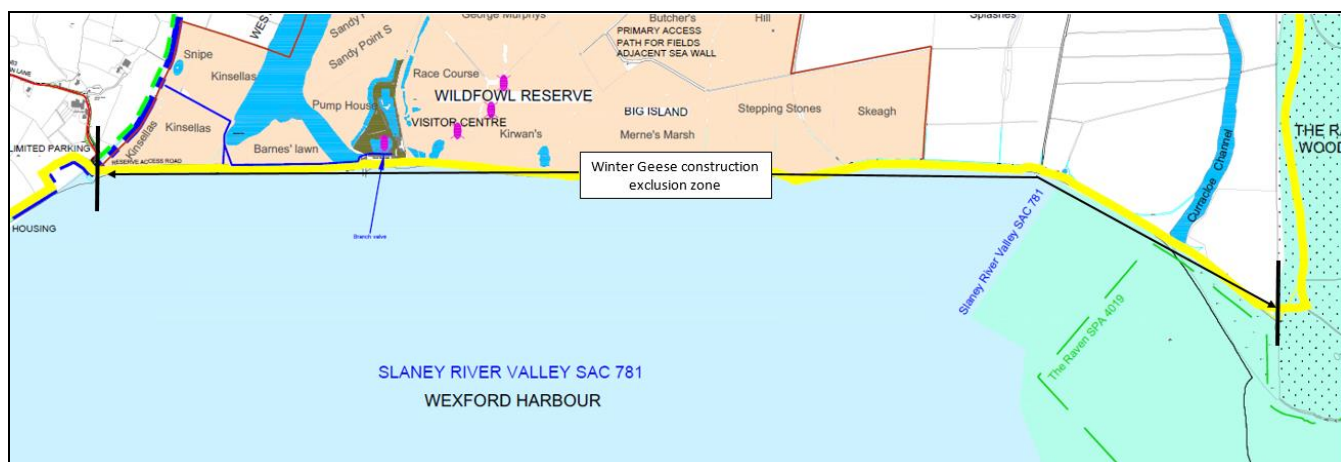 George Murphys
Butcher's
Hill
Splashes
PRIMARY ACCESS
PATH FOR FIELDS
ADJACENT SEA WALL
Snipe
Kinsellas
Sandy Point S
Race Course
WILDFOWL RESERVE
Pump House
BIG ISLAND
Stepping Stones
Skeagh
VISITOR CENTRE
Kirwan's
Merne's Marsh
Kinsellas
Kinsellas
Barnes' lawn
LIMITED PARKING
RESERVE ACCESS ROAD
Winter Geese construction
exclusion zone
HOUSING
Branch valve
Curracloe Channel
THE RA
WOOD
Slaney River Valley SAC 781
The Raven SPA 4019
SLANEY RIVER VALLEY SAC 781
WEXFORD HARBOUR